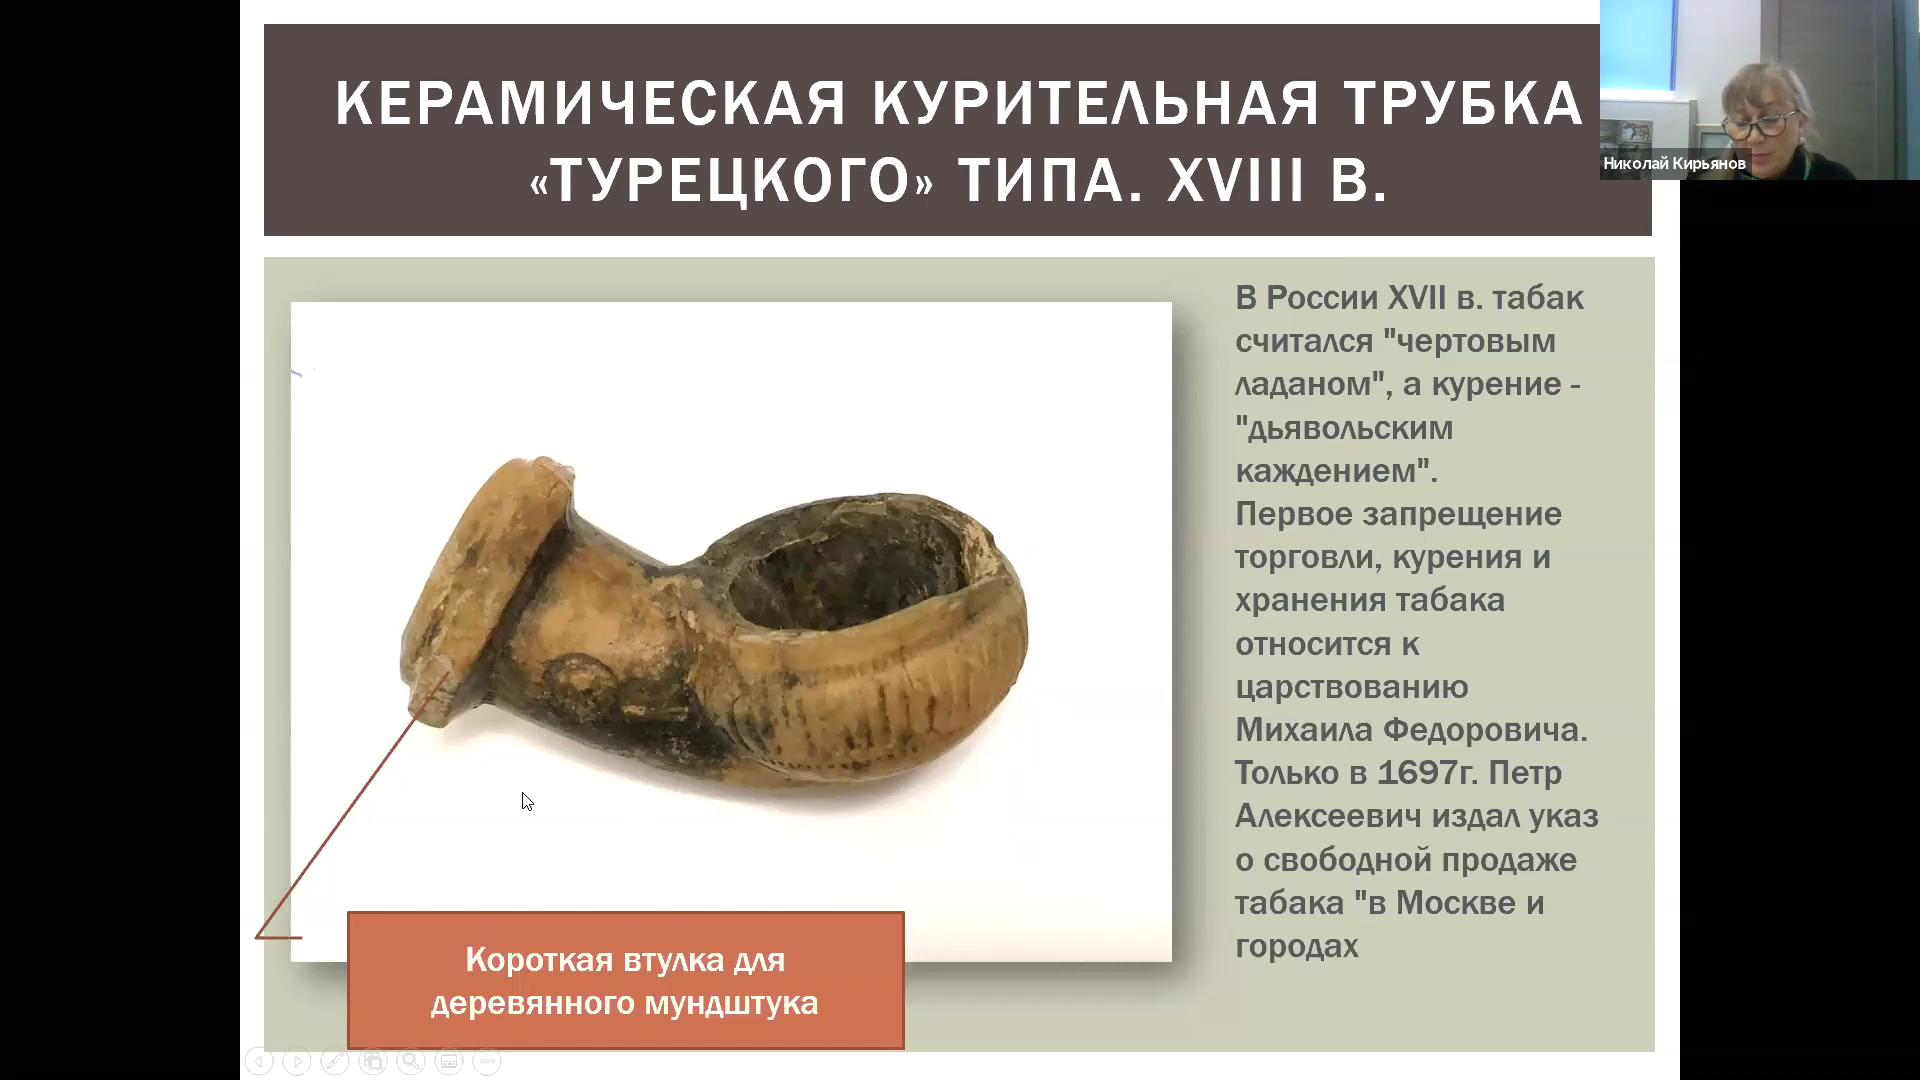 КЕРАМИЧЕСКАЯ КУРИТЕЛЬНАЯ ТРУБКА
«ТУРЕЦКОГО» ТИПА. XVIII В.
Николай Кирьянов
В России XVII в. табак
считался "чертовым
ладаном", а курение -
"дьявольским
каждением".
Первое запрещение
торговли, курения и
хранения табака
относится к
царствованию
Михаила Федоровича.
Только в 1697г. Петр
Алексеевич издал указ
о свободной продаже
табака "в Москве и
городах
Короткая втулка для
деревянного мундштука